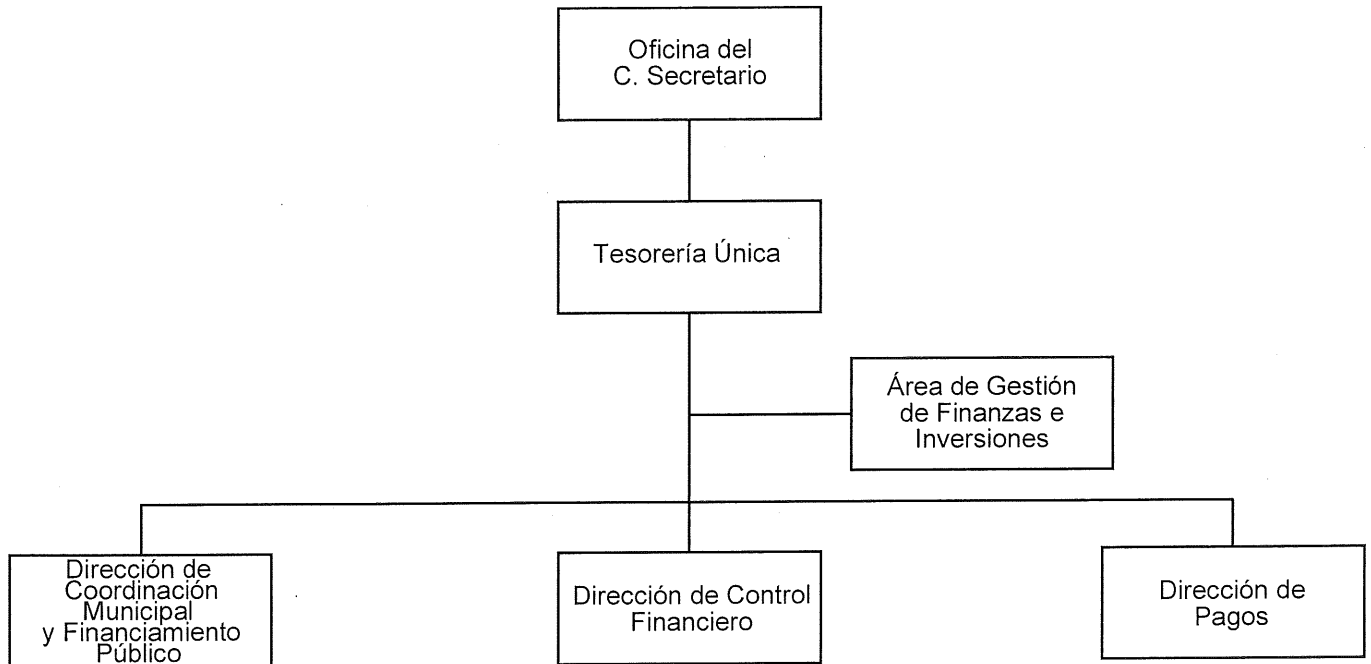 Oficina del
C. Secretario
Tesorería Única
Área de Gestión
de Finanzas e
Inversiones
Dirección de
Coordinación
Municipal
y Financiamiento
Público
Dirección de Control
Financiero
Dirección de
Pagos